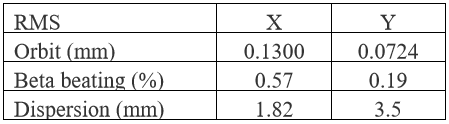 RMS X Y
Orbit (mm) 0.1300 0.0724
Beta beating (%) 0.57 0.19
Dispersion (mm) 1.82 3.5